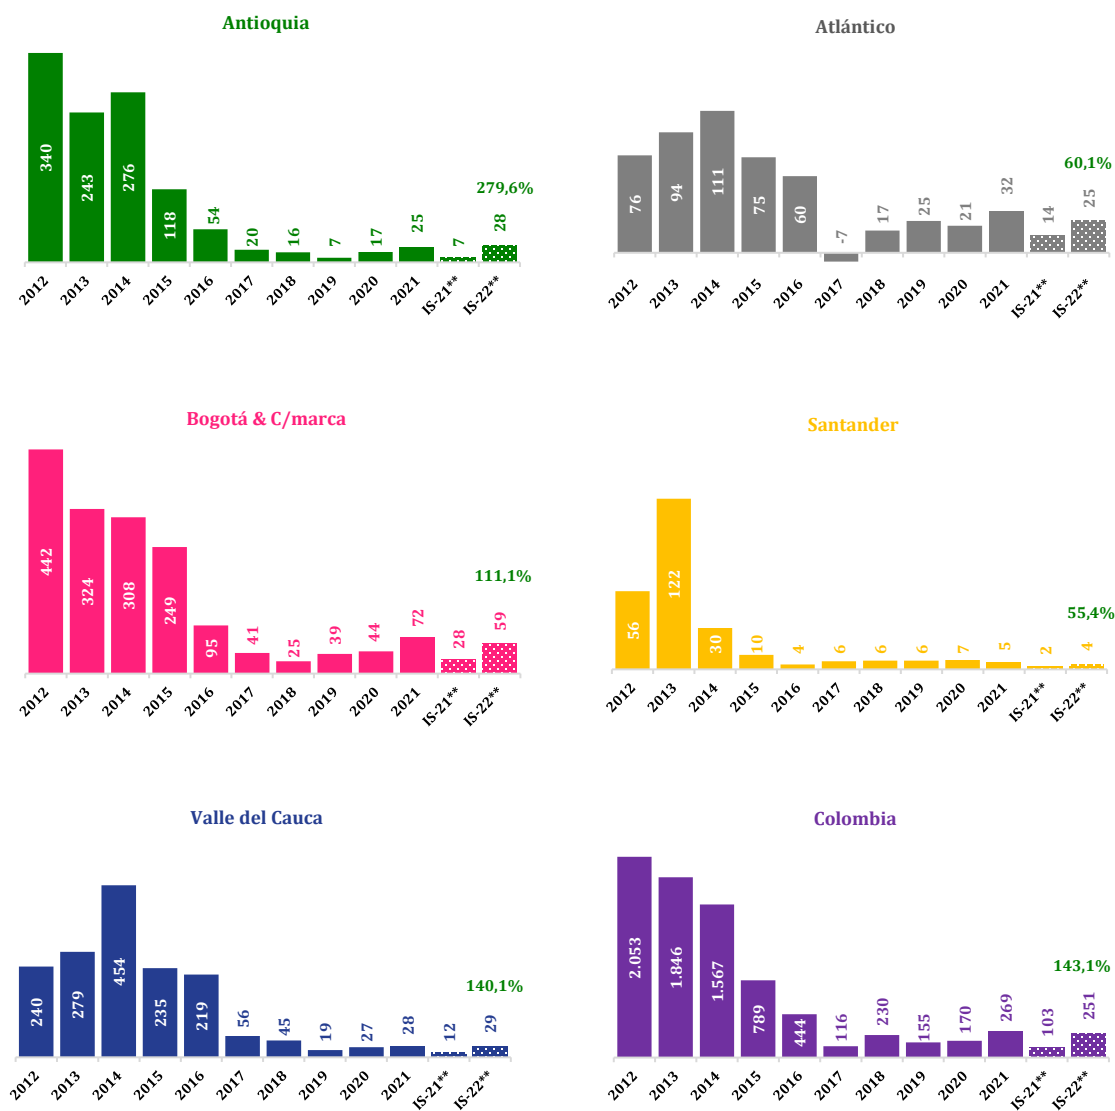 Antioquia
340 243 276 118 54 20 16 7 17 25 7 28
279,6%
2012 2013 2014 2015 2016 2017 2018 2019 2020 2021 IS-21** IS-22**
Atlántico
76 94 111 75 60 -7 17 25 21 32 14 25
60,1%
2012 2013 2014 2015 2016 2017 2018 2019 2020 2021 IS-21** IS-22**
Bogotá & C/marca
442 324 308 249 95 41 25 39 44 72 28 59
111,1%
2012 2013 2014 2015 2016 2017 2018 2019 2020 2021 IS-21** IS-22**
Santander
56 122 30 10 4 6 6 6 7 5 2 4
55,4%
2012 2013 2014 2015 2016 2017 2018 2019 2020 2021 IS-21** IS-22**
Valle del Cauca
240 279 454 235 219 56 45 19 27 28 12 29
140,1%
2012 2013 2014 2015 2016 2017 2018 2019 2020 2021 IS-21** IS-22**
Colombia
2.053 1.846 1.567 789 444 116 230 155 170 269 103 251
143,1%
2012 2013 2014 2015 2016 2017 2018 2019 2020 2021 IS-21** IS-22**